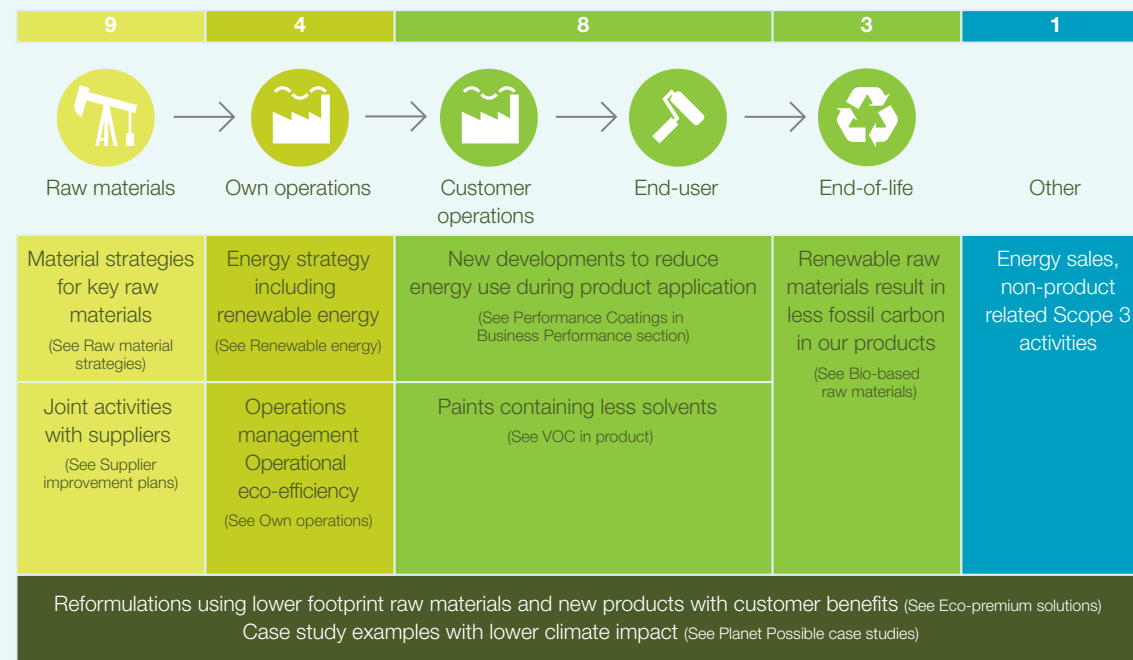 9
4
8
3
1
Raw materials
Own operations
Customer
operations
End-user
End-of-life
Other
Material strategies
for key raw
materials
(See Raw material
strategies)
Joint activities
with suppliers
(See Supplier
improvement plans)
Energy strategy
including
renewable energy
(See Renewable energy)
Operations
management
Operational
eco-efficiency
(See Own operations)
New developments to reduce
energy use during product application
(See Performance Coatings in
Business Performance section)
Paints containing less solvents
(See VOC in product)
Renewable raw
materials result in
less fossil carbon
in our products
(See Bio-based
raw materials)
Energy sales,
non-product
related Scope 3
activities
Reformulations using lower footprint raw materials and new products with customer benefits (See Eco-premium solutions)
Case study examples with lower climate impact (See Planet Possible case studies)